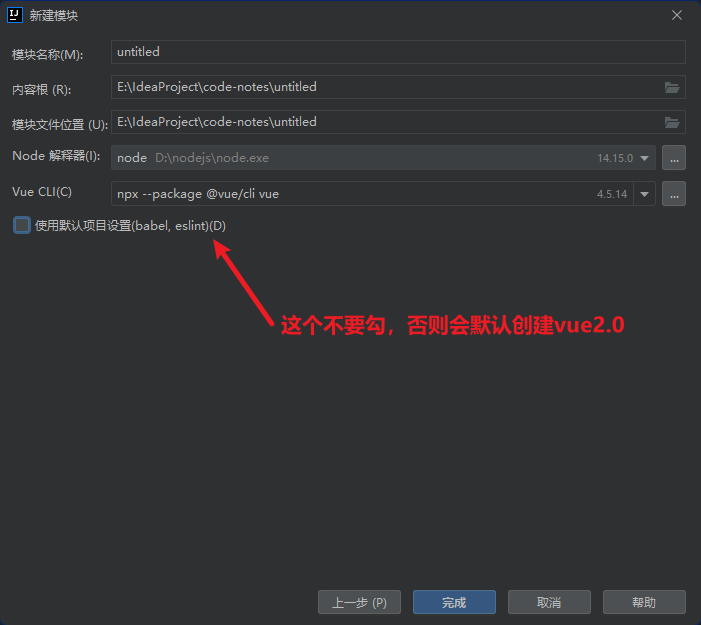 新建模块
模块名称(M): untitled
内容根 (R): E:\IdeaProject\code-notes\untitled
模块文件位置 (U): E:\IdeaProject\code-notes\untitled
Node 解释器(I): node D:\nodejs\node.exe 14.15.0 ...
Vue CLI(C) npx --package @vue/cli vue 4.5.14 ...
使用默认项目设置(babel, eslint)(D)
这个不要勾，否则会默认创建vue2.0
上一步 (P) 完成 取消 帮助